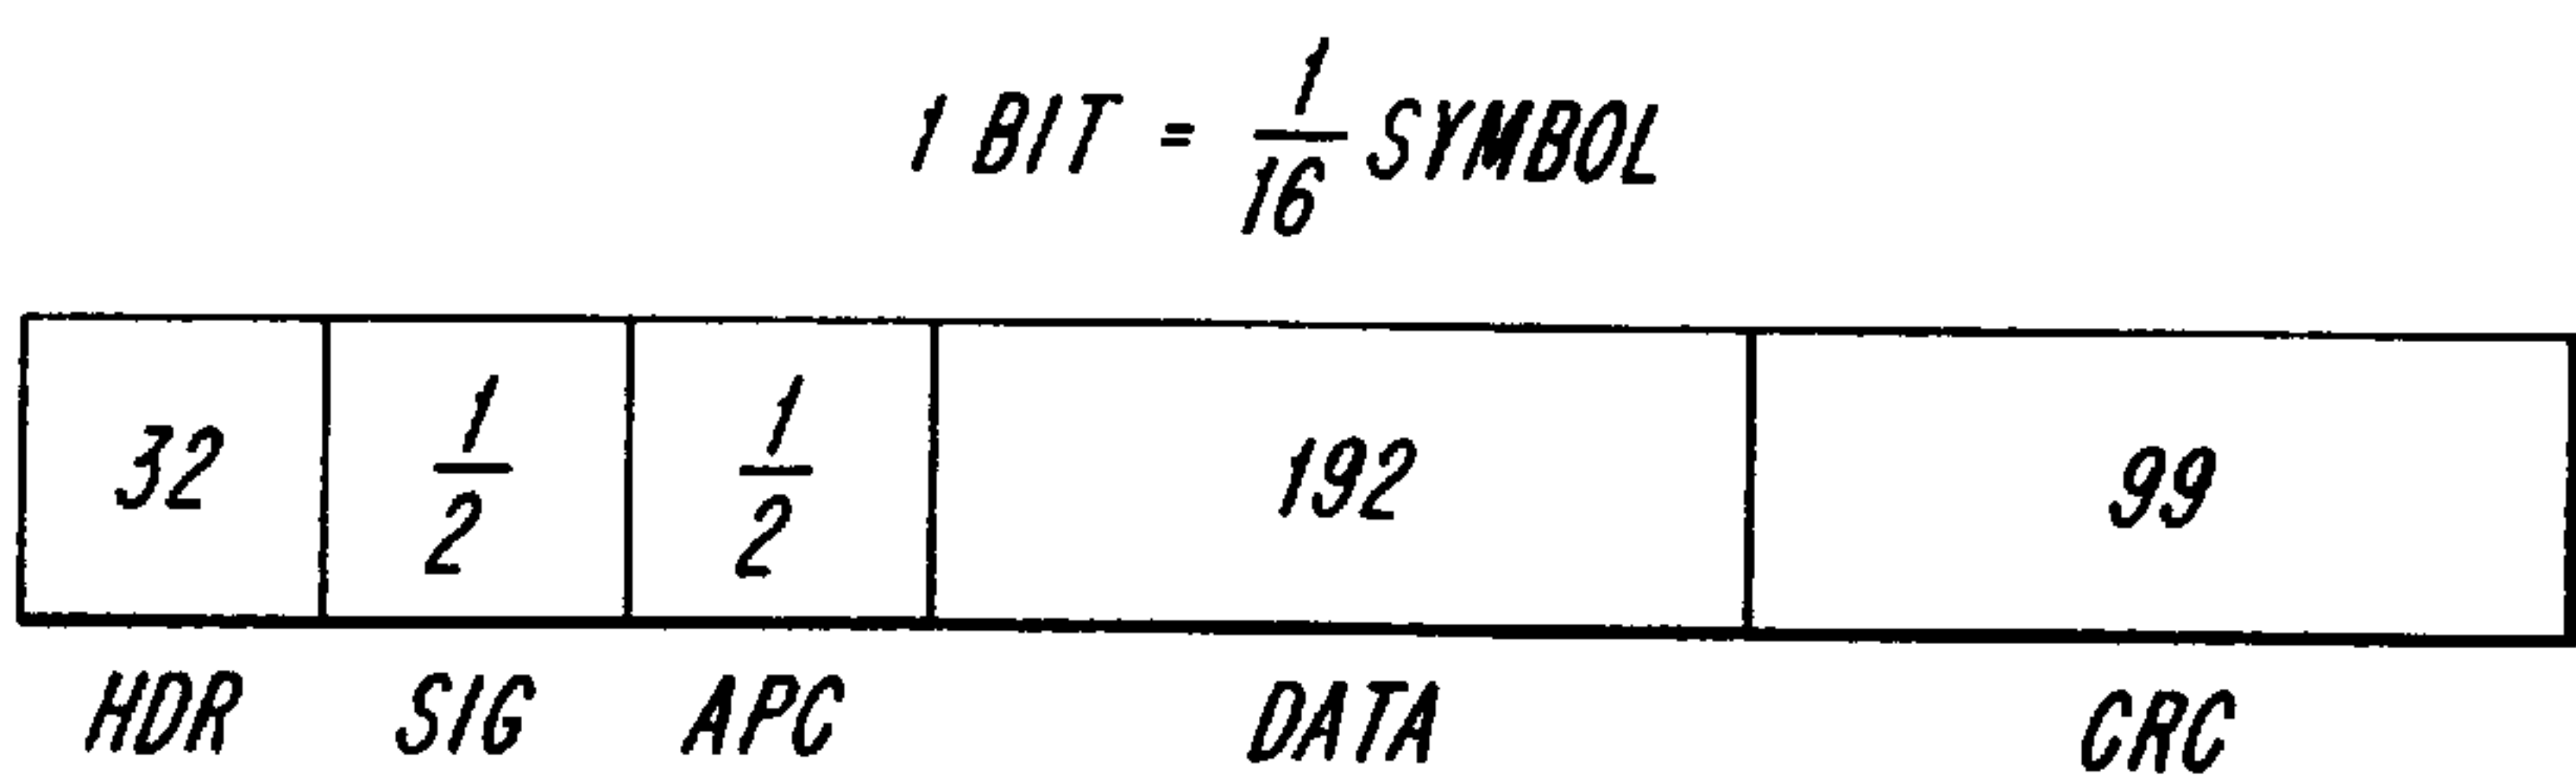 1 BIT = 1/16 SYMBOL
32 1/2 1/2 192 99
HDR SIG APC DATA CRC